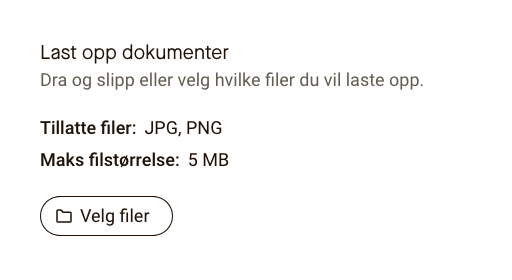 Last opp dokumenter
Dra og slipp eller velg hvilke filer du vil laste opp.
Tillatte filer: JPG, PNG
Maks filstørrelse: 5 MB
Velg filer